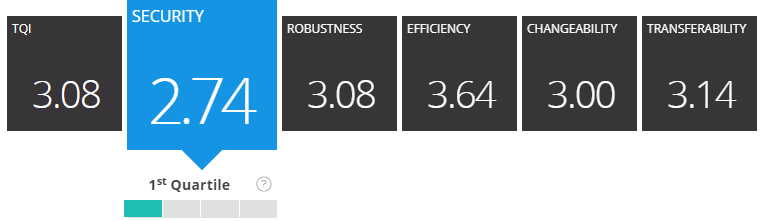 TQI
3.08
SECURITY
2.74
ROBUSTNESS
3.08
EFFICIENCY
3.64
CHANGEABILITY
3.00
TRANSFERABILITY
3.14
1st Quartile ?